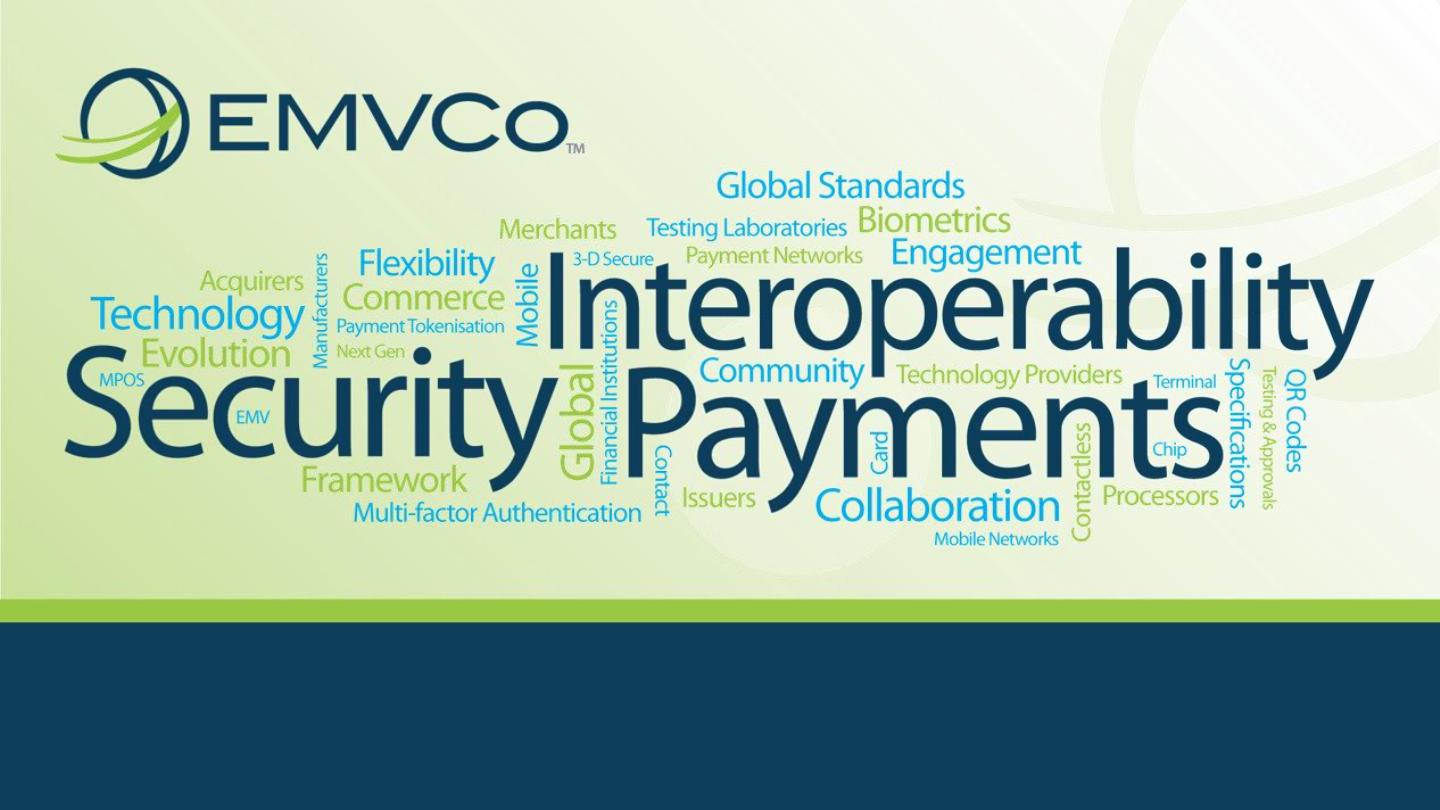 EMVCo™
Global Standards
Merchants
Testing Laboratories
Biometrics
Acquirers
Manufacturers
Flexibility
Mobile
3-D Secure
Payment Networks
Engagement
Technology
Commerce
Interoperability
Payment Tokenisation
Evolution
Next Gen
Financial Institutions
MPOS
Security
EMV
Global
Payments
Community
Technology Providers
Terminal
Specifications
Testing & Approvals
QR Codes
Card
Contactless
Chip
Framework
Contact
Issuers
Collaboration
Processors
Multi-factor Authentication
Mobile Networks